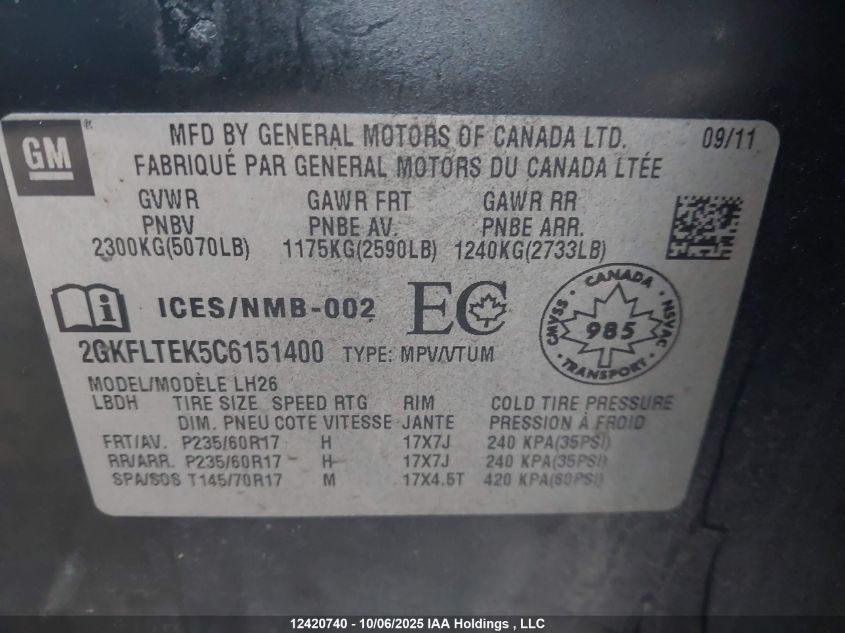 GM®
MFD BY GENERAL MOTORS OF CANADA LTD. 09/11
FABRIQUÉ PAR GENERAL MOTORS DU CANADA LTÉE
GVWR GAWR FRT GAWR RR
PNBV PNBE AV. PNBE ARR.
2300KG(5070LB) 1175KG(2590LB) 1240KG(2733LB)
i ICES/NMB-002 EC
CANADA CMVSS 985 NSVAC TRANSPORT
2GKFLTEK5C6151400 TYPE: MPV/VTUM
MODEL/MODÈLE LH26
LBDH TIRE SIZE SPEED RTG RIM COLD TIRE PRESSURE
DIM. PNEU COTE VITESSE JANTE PRESSION À FROID
FRT/AV. P235/60R17 H 17X7J 240 KPA(35PSI)
RR/ARR. P235/60R17 H 17X7J 240 KPA(35PSI)
SPA/SOS T145/70R17 M 17X4.5T 420 KPA(60PSI)
12420740 - 10/06/2025 IAA Holdings , LLC